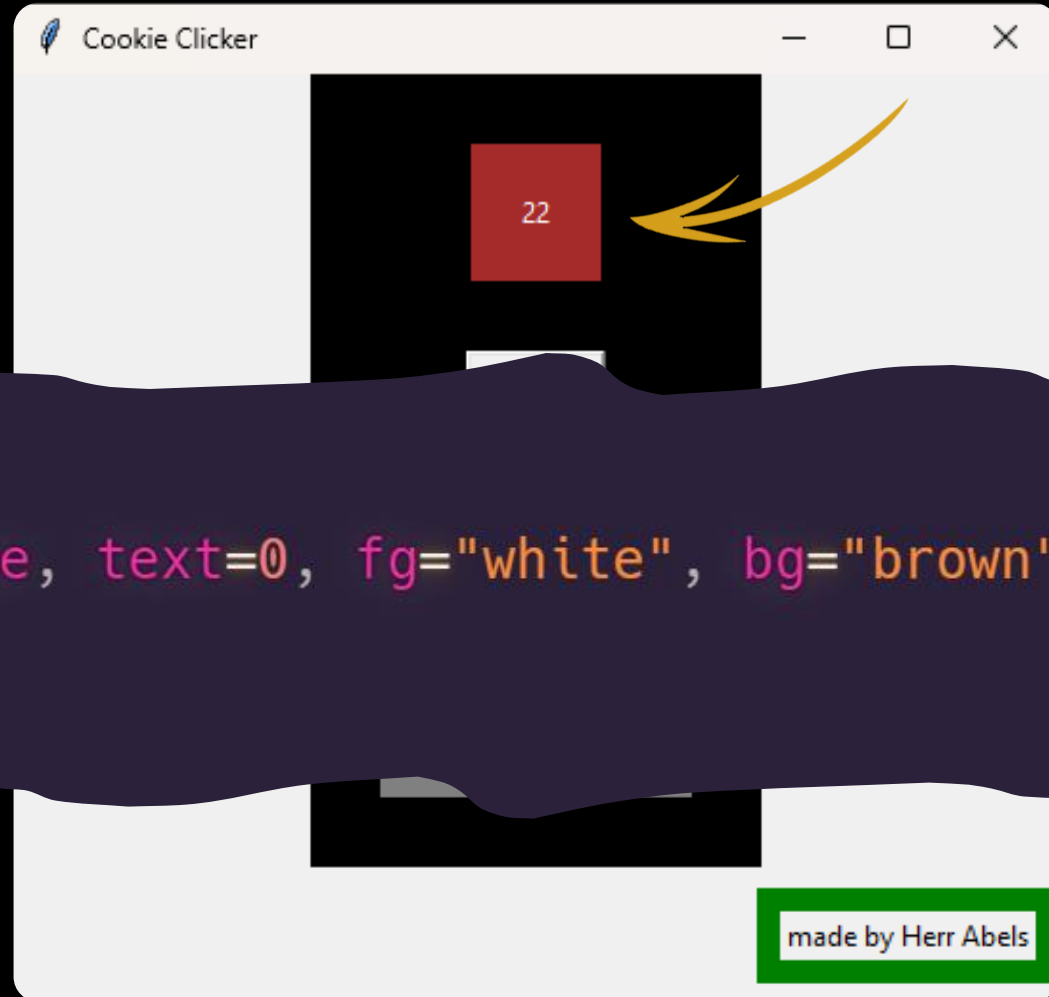 Cookie Clicker
22
e, text=0, fg="white", bg="brown"
made by Herr Abels